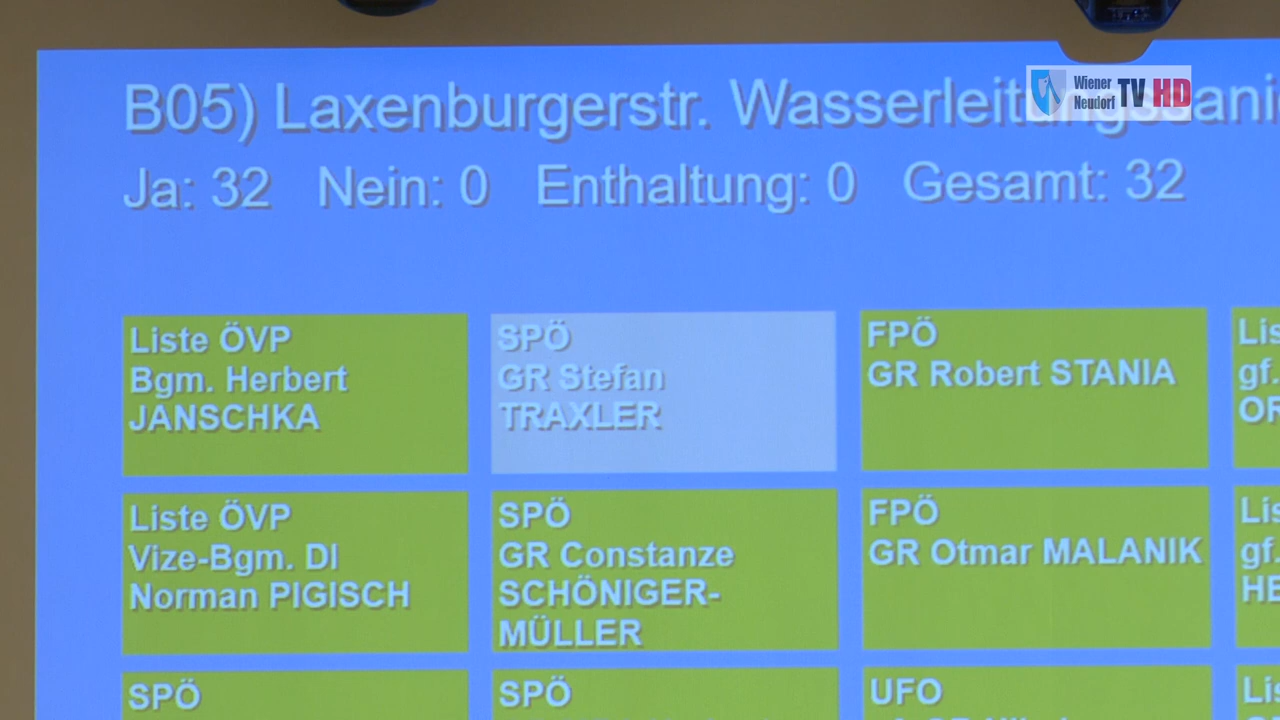 B05) Laxenburgerstr.
Wiener
Neudorf TV HD
Ja: 32 Nein: 0 Enthaltung: 0 Gesamt: 32
Liste ÖVP
Bgm. Herbert
JANSCHKA
SPÖ
GR Stefan
TRAXLER
FPÖ
GR Robert STANIA
gf.
Liste ÖVP
Vize-Bgm. DI
Norman PIGISCH
SPÖ
GR Constanze
SCHÖNIGER-
MÜLLER
FPÖ
GR Otmar MALANIK
gf.
SPÖ
SPÖ
UFO